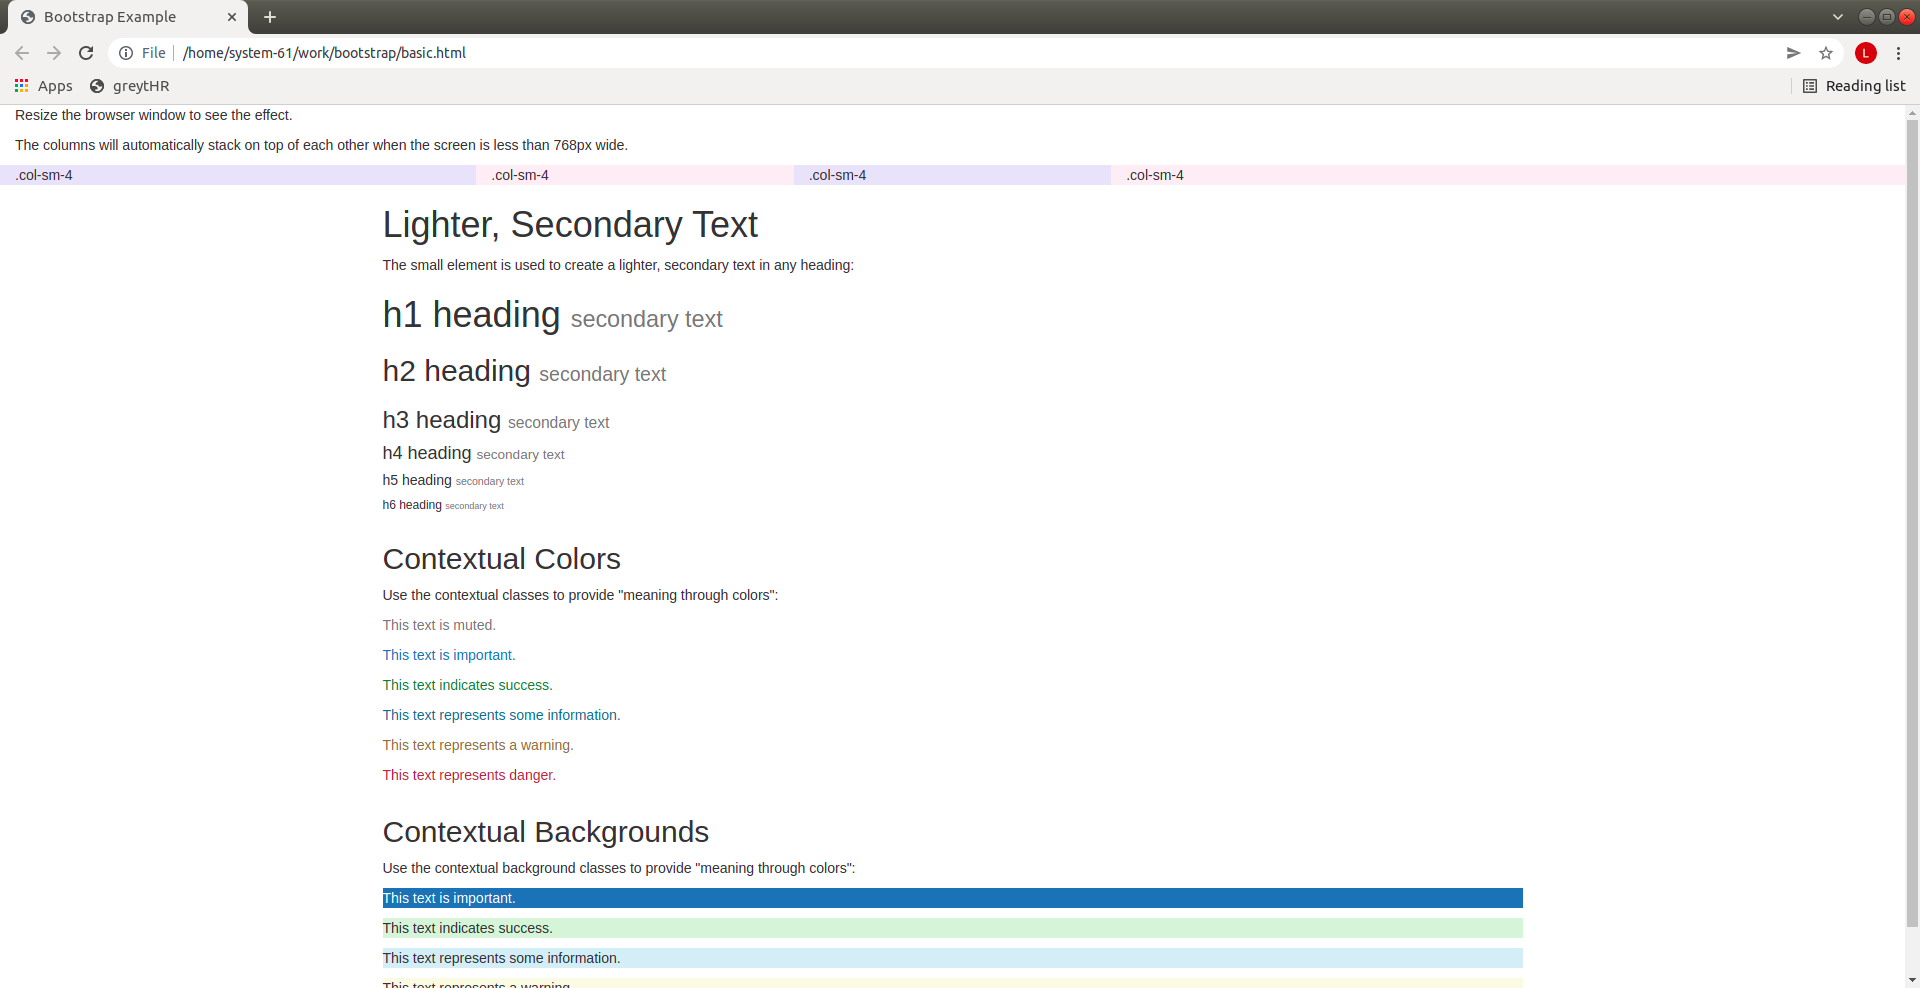 Bootstrap Example
File /home/system-61/work/bootstrap/basic.html L
Apps greytHR Reading list
Resize the browser window to see the effect.
The columns will automatically stack on top of each other when the screen is less than 768px wide.
.col-sm-4 .col-sm-4 .col-sm-4 .col-sm-4
Lighter, Secondary Text
The small element is used to create a lighter, secondary text in any heading:
h1 heading secondary text
h2 heading secondary text
h3 heading secondary text
h4 heading secondary text
h5 heading secondary text
h6 heading secondary text
Contextual Colors
Use the contextual classes to provide "meaning through colors":
This text is muted.
This text is important.
This text indicates success.
This text represents some information.
This text represents a warning.
This text represents danger.
Contextual Backgrounds
Use the contextual background classes to provide "meaning through colors":
This text is important.
This text indicates success.
This text represents some information.
This text represents a warning.